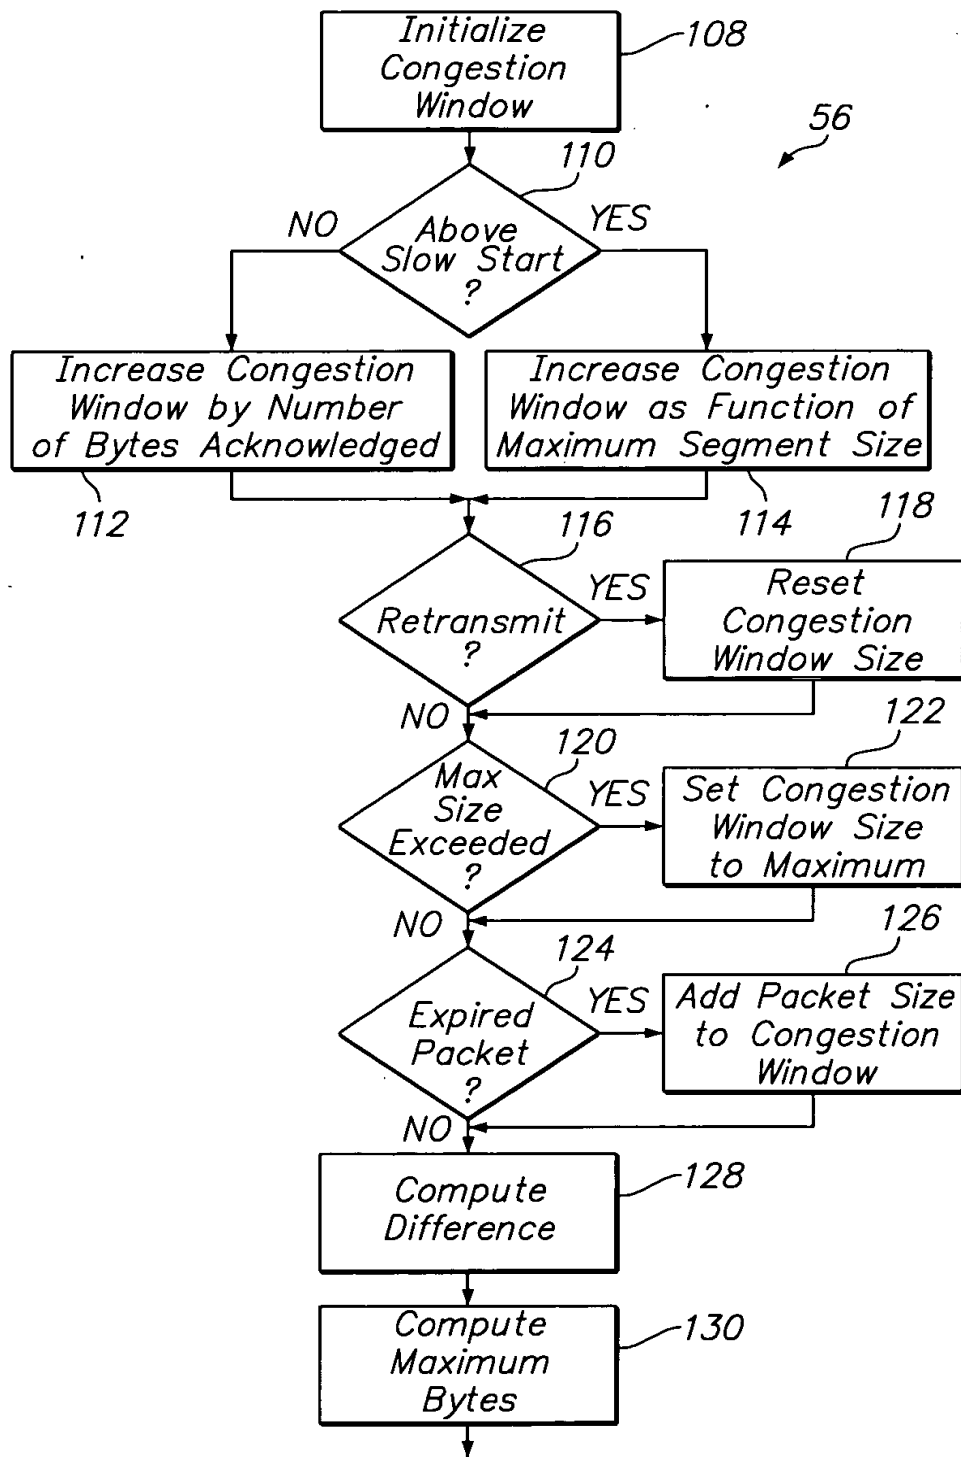 Initialize
Congestion
Window
108
56
110
NO
YES
Above
Slow Start
?
Increase Congestion
Window by Number
of Bytes Acknowledged
112
Increase Congestion
Window as Function of
Maximum Segment Size
114
116
118
Retransmit
?
YES
Reset
Congestion
Window Size
NO
120
122
Max
Size
Exceeded
?
YES
Set Congestion
Window Size
to Maximum
NO
124
126
Expired
Packet
?
YES
Add Packet Size
to Congestion
Window
NO
Compute
Difference
128
Compute
Maximum
Bytes
130